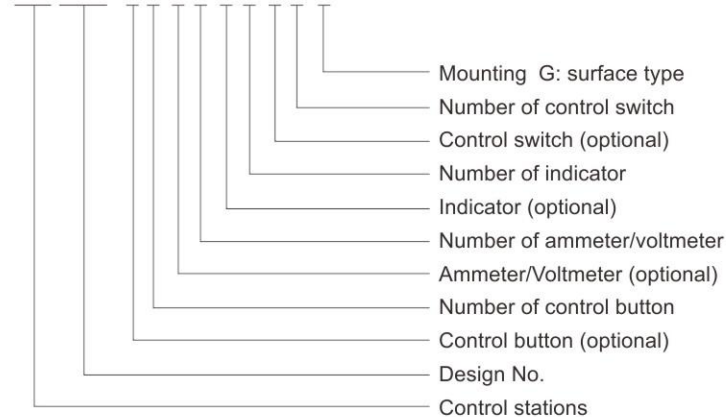 Mounting G: surface type
Number of control switch
Control switch (optional)
Number of indicator
Indicator (optional)
Number of ammeter/voltmeter
Ammeter/Voltmeter (optional)
Number of control button
Control button (optional)
Design No.
Control stations